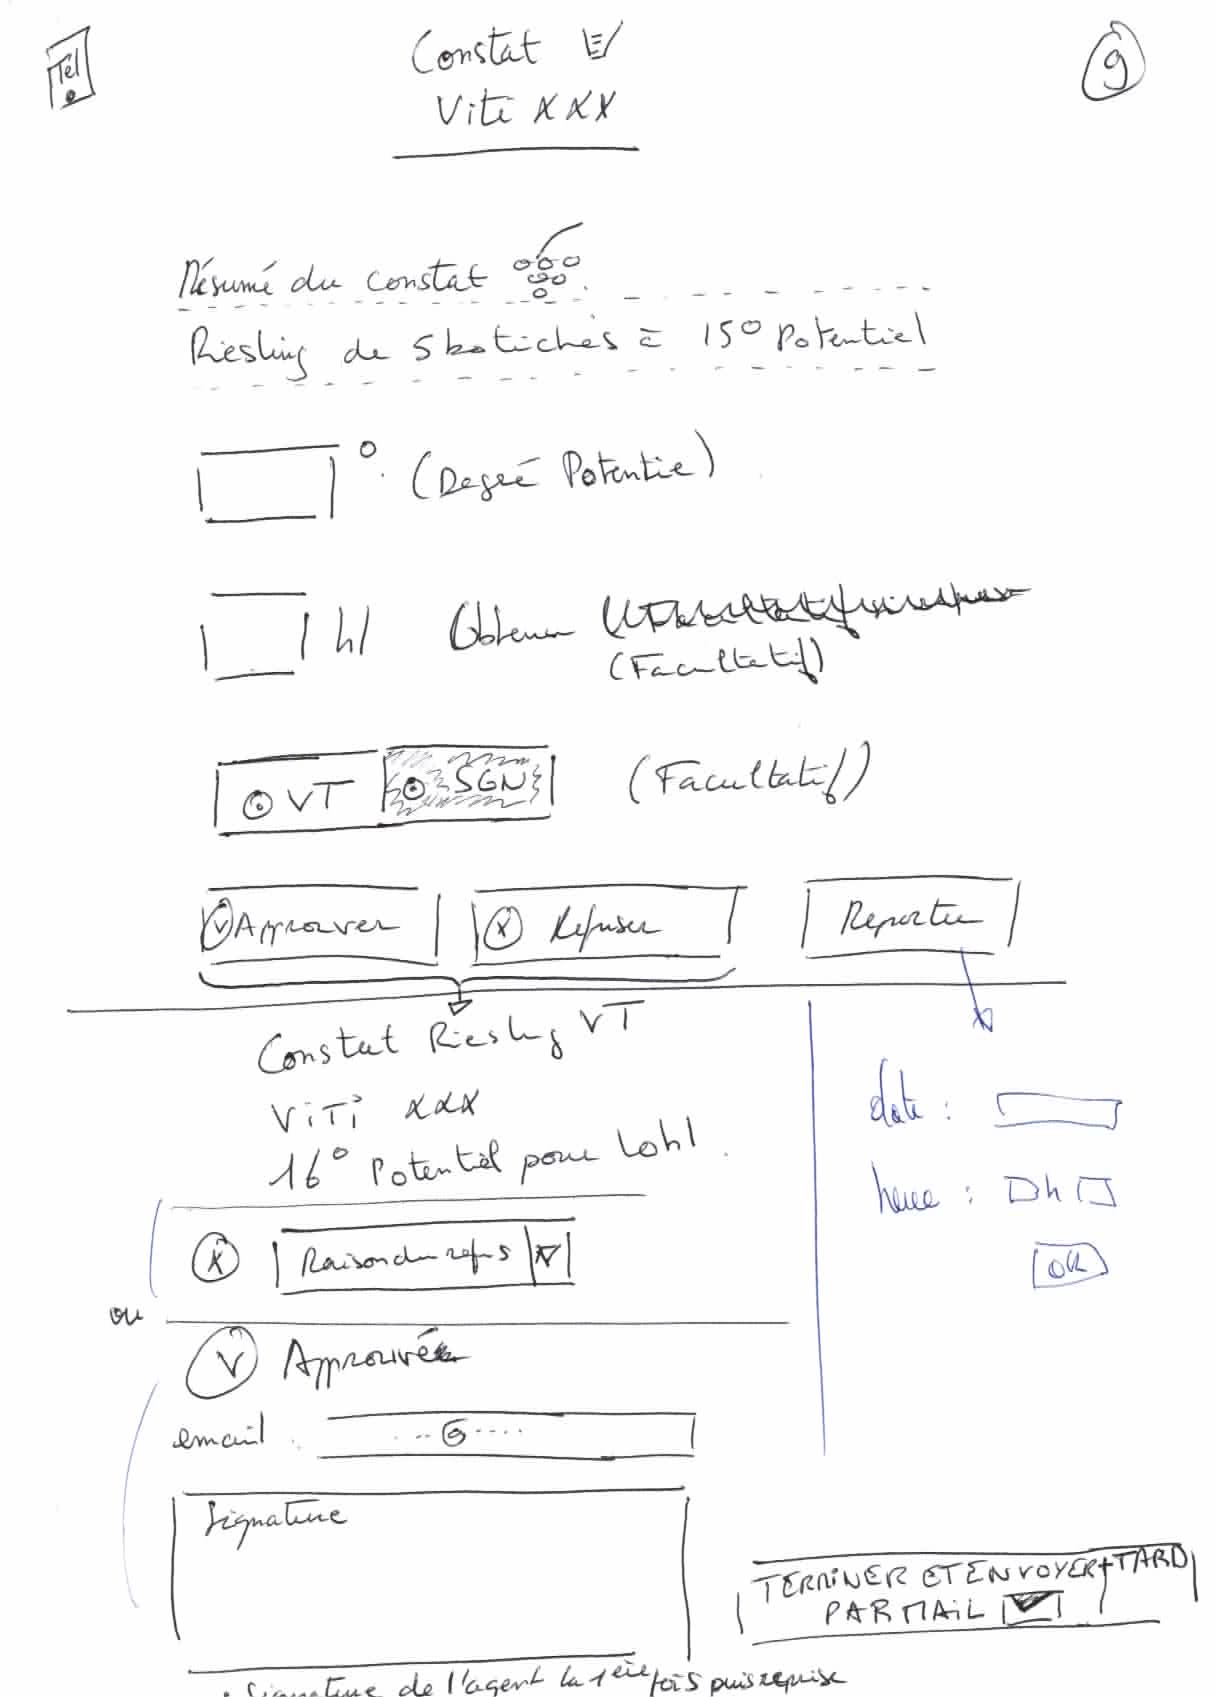 Tél
Constat
Viti XXX
9
Résumé du constat
Riesling de 5 botiches à 15° Potentiel
° (Degré Potentie)
hl Obtenu
(Facultatif)
VT SGN (Facultatif)
V Approuver X Refuser Reporter
Constat Riesling VT
ViTi XXX
16° Potentiel pour 60hl.
X Raison du refus
ou
V Approuvée
email : @
Signature
• Signature de l'agent la 1ère fois puis reprise
date :
heure : h
OK
TERMINER ET ENVOYER + TARD
PAR MAIL